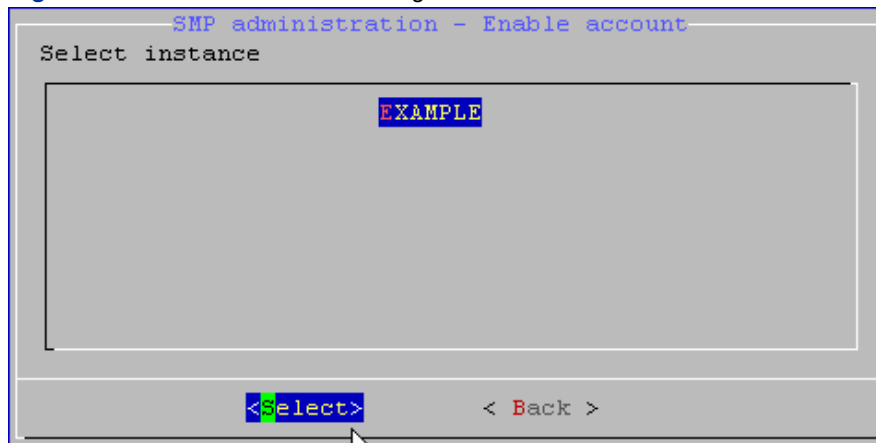 SMP administration - Enable account
Select instance
EXAMPLE
<Select> < Back >